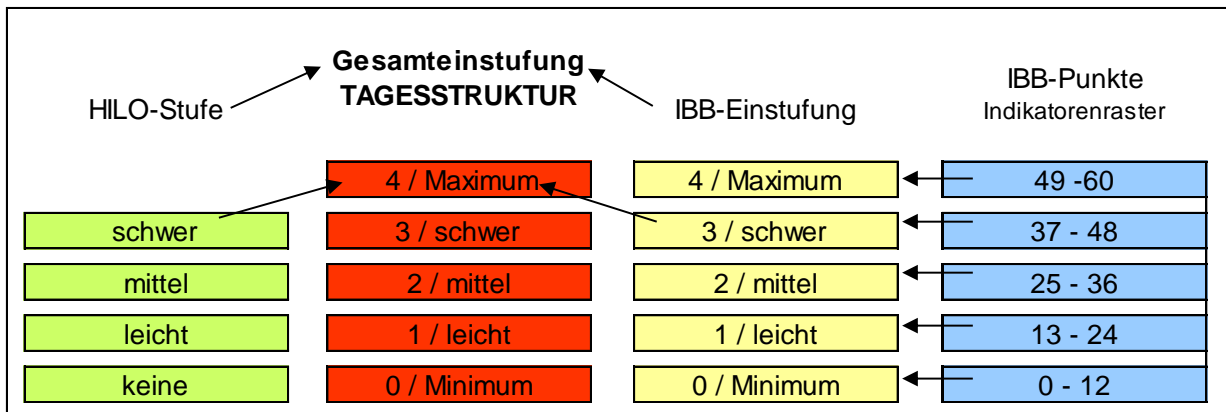 Gesamteinstufung
TAGESSTRUKTUR
HILO-Stufe
IBB-Einstufung
IBB-Punkte
Indikatorenraster
4 / Maximum
4 / Maximum
49 -60
schwer
3 / schwer
3 / schwer
37 - 48
mittel
2 / mittel
2 / mittel
25 - 36
leicht
1 / leicht
1 / leicht
13 - 24
keine
0 / Minimum
0 / Minimum
0 - 12